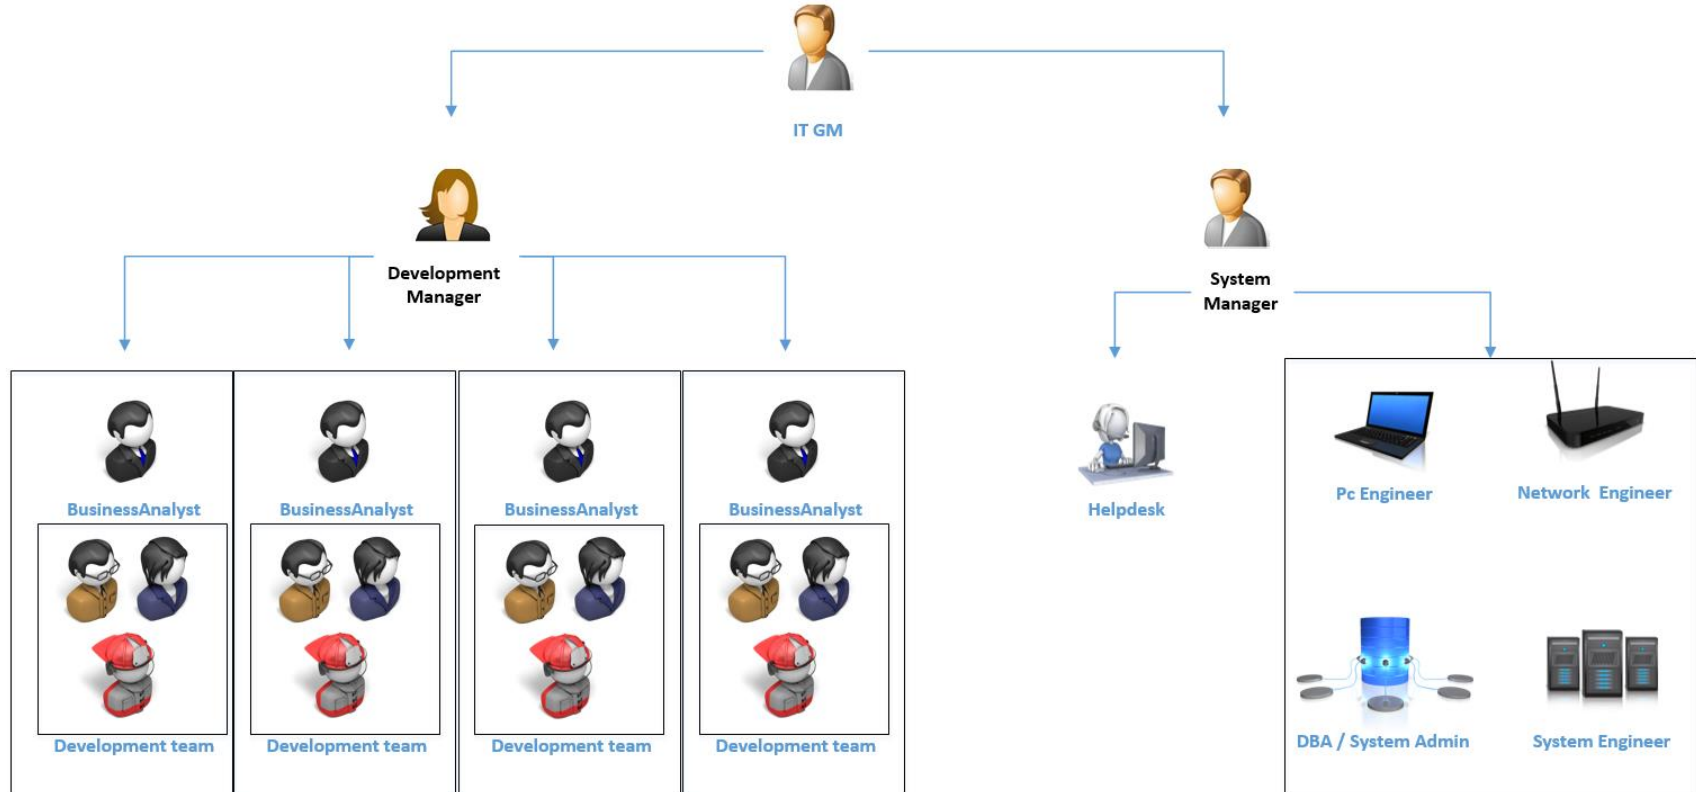 IT GM
Development
Manager
System
Manager
BusinessAnalyst
BusinessAnalyst
BusinessAnalyst
BusinessAnalyst
Helpdesk
Pc Engineer
Network  Engineer
Development team
Development team
Development team
Development team
DBA / System Admin
System Engineer